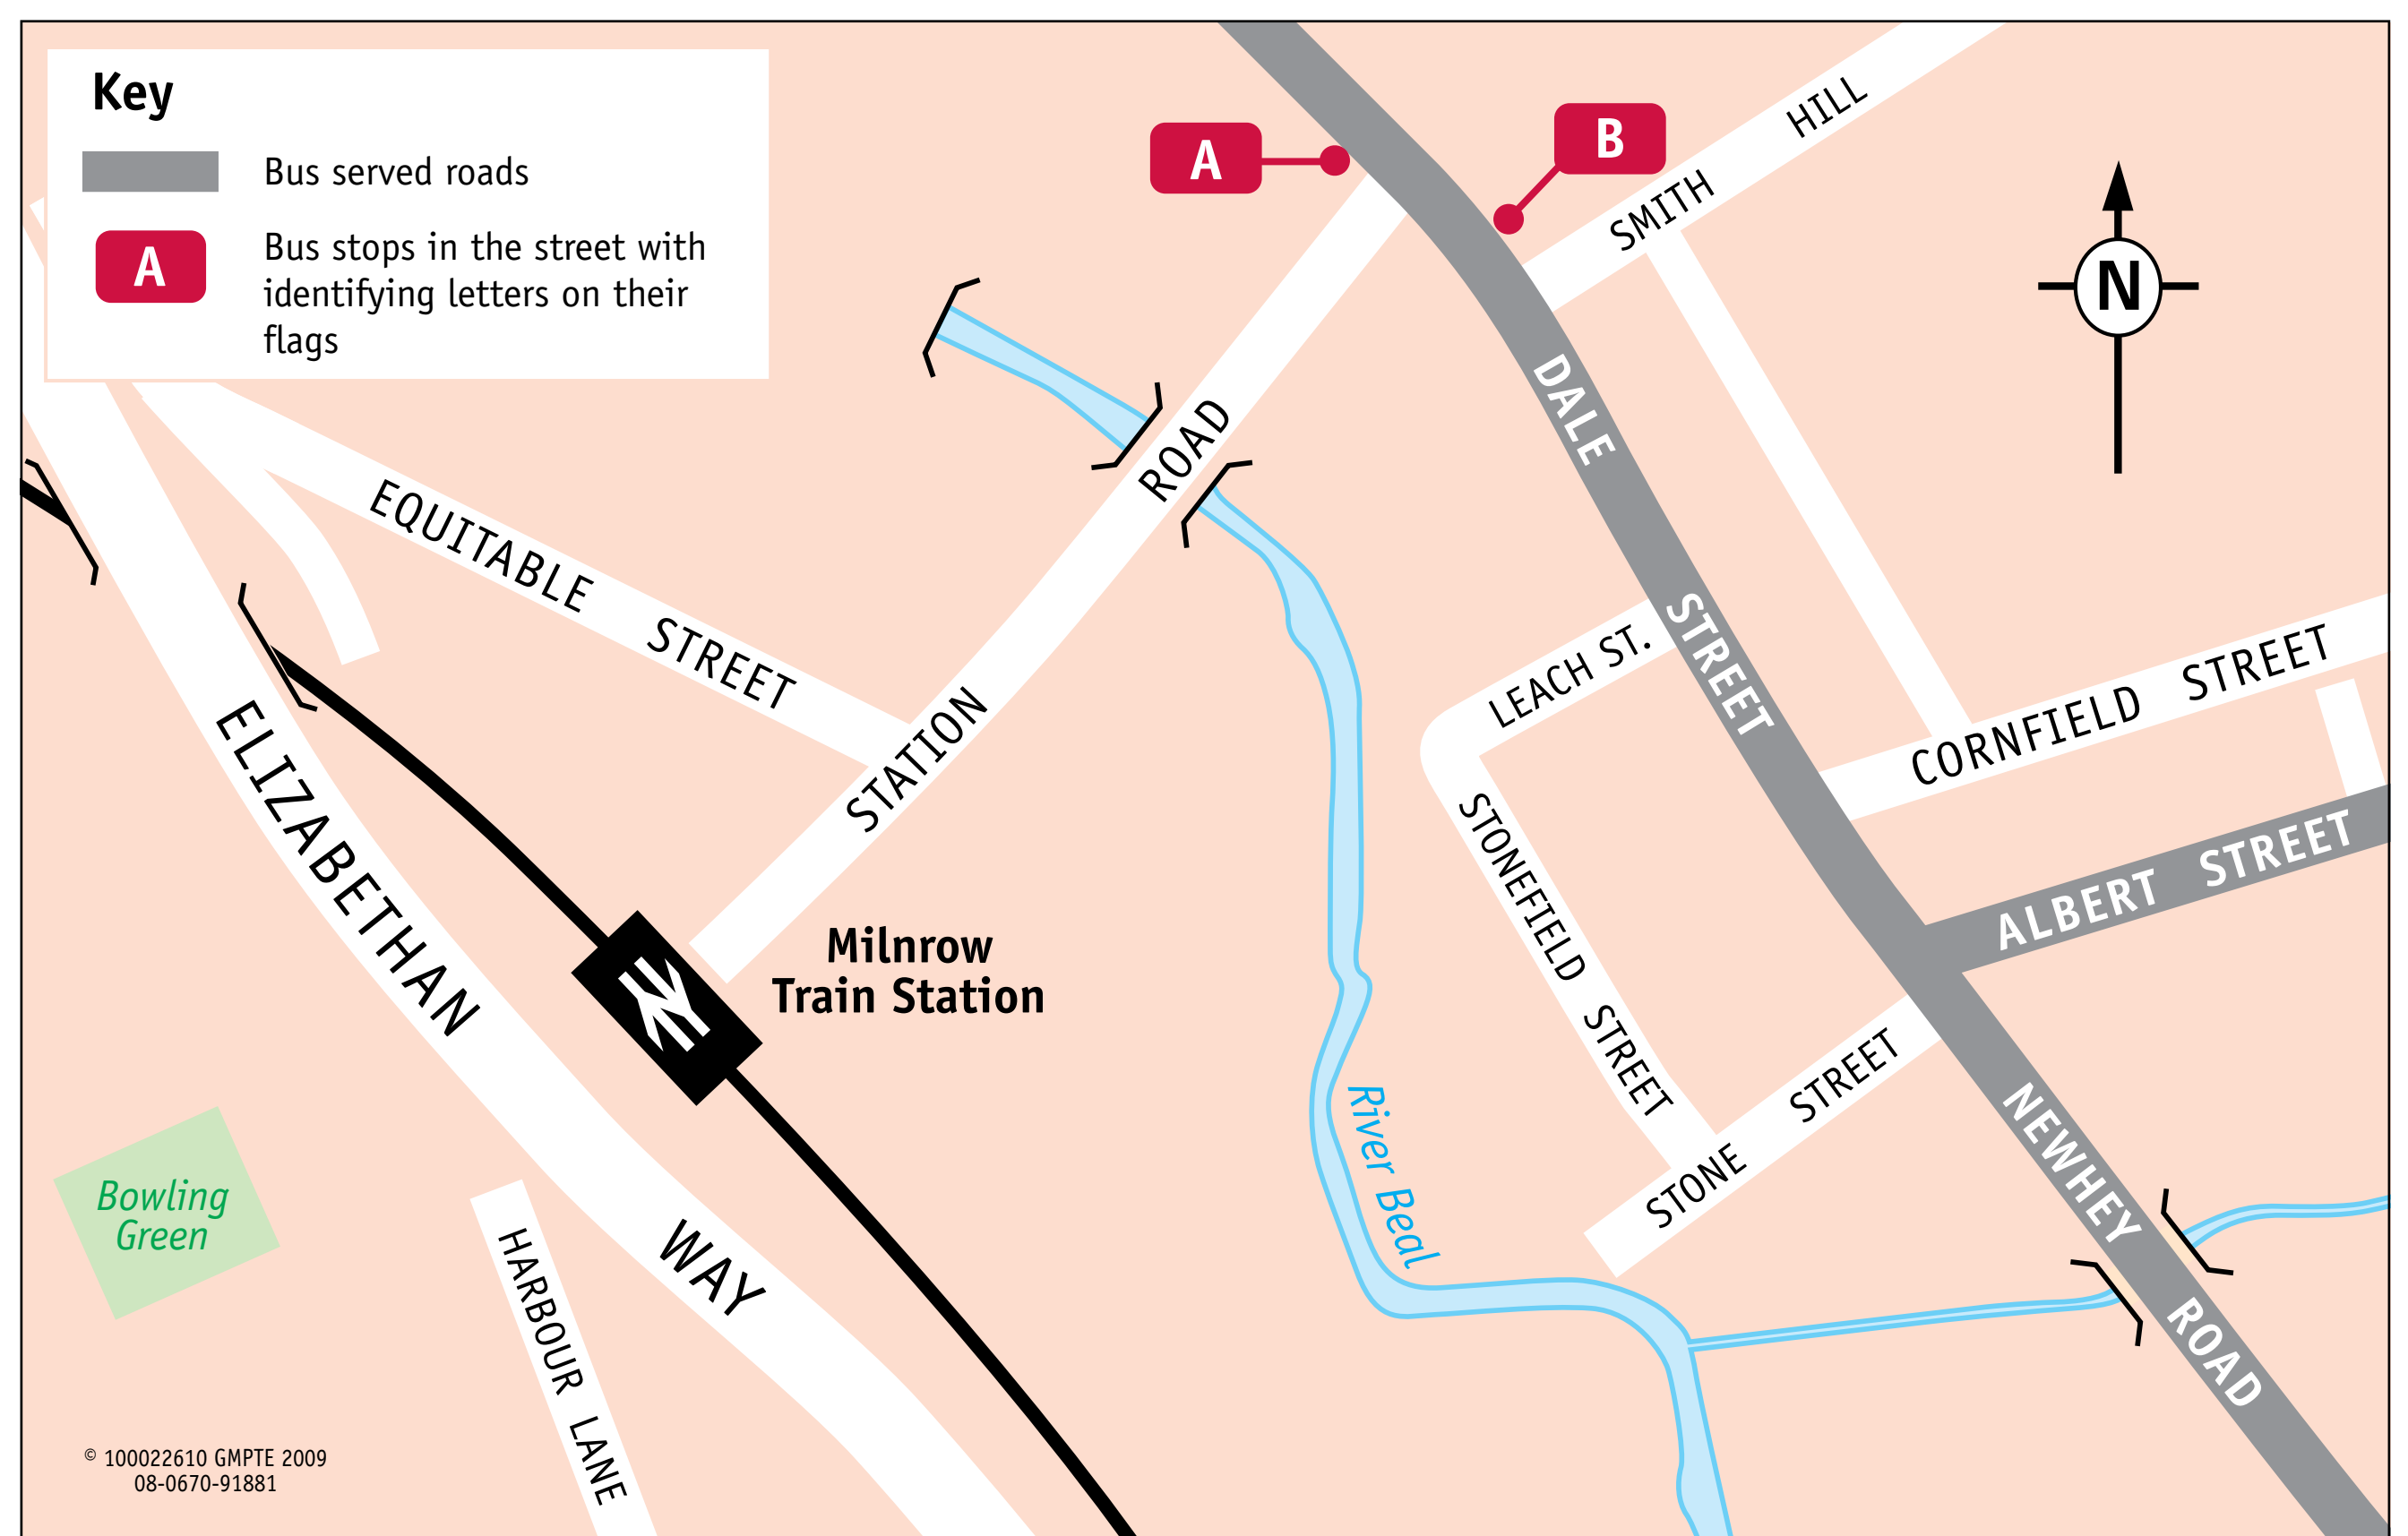 Key
Bus served roads
A
Bus stops in the street with
identifying letters on their
flags
A
B
SMITH HILL
N
DALE STREET
EQUITABLE STREET
STATION ROAD
LEACH ST.
CORNFIELD STREET
ALBERT STREET
STONEFIELD STREET
STONE STREET
NEWHEY ROAD
ELIZABETHAN WAY
Milnrow
Train Station
River Beal
Bowling
Green
HARBOUR LANE
© 100022610 GMPTE 2009
08-0670-91881